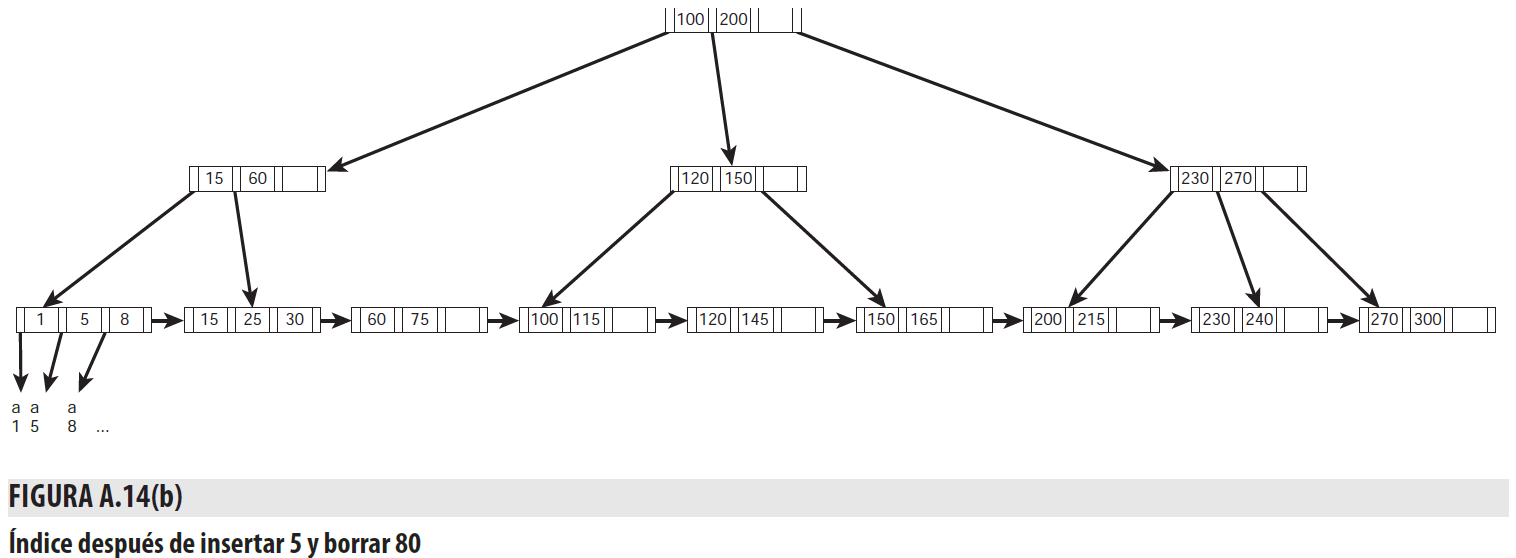 100 200
15 60
120 150
230 270
1 5 8
15 25 30
60 75
100 115
120 145
150 165
200 215
230 240
270 300
a a a
1 5 8 ...
FIGURA A.14(b)
Índice después de insertar 5 y borrar 80